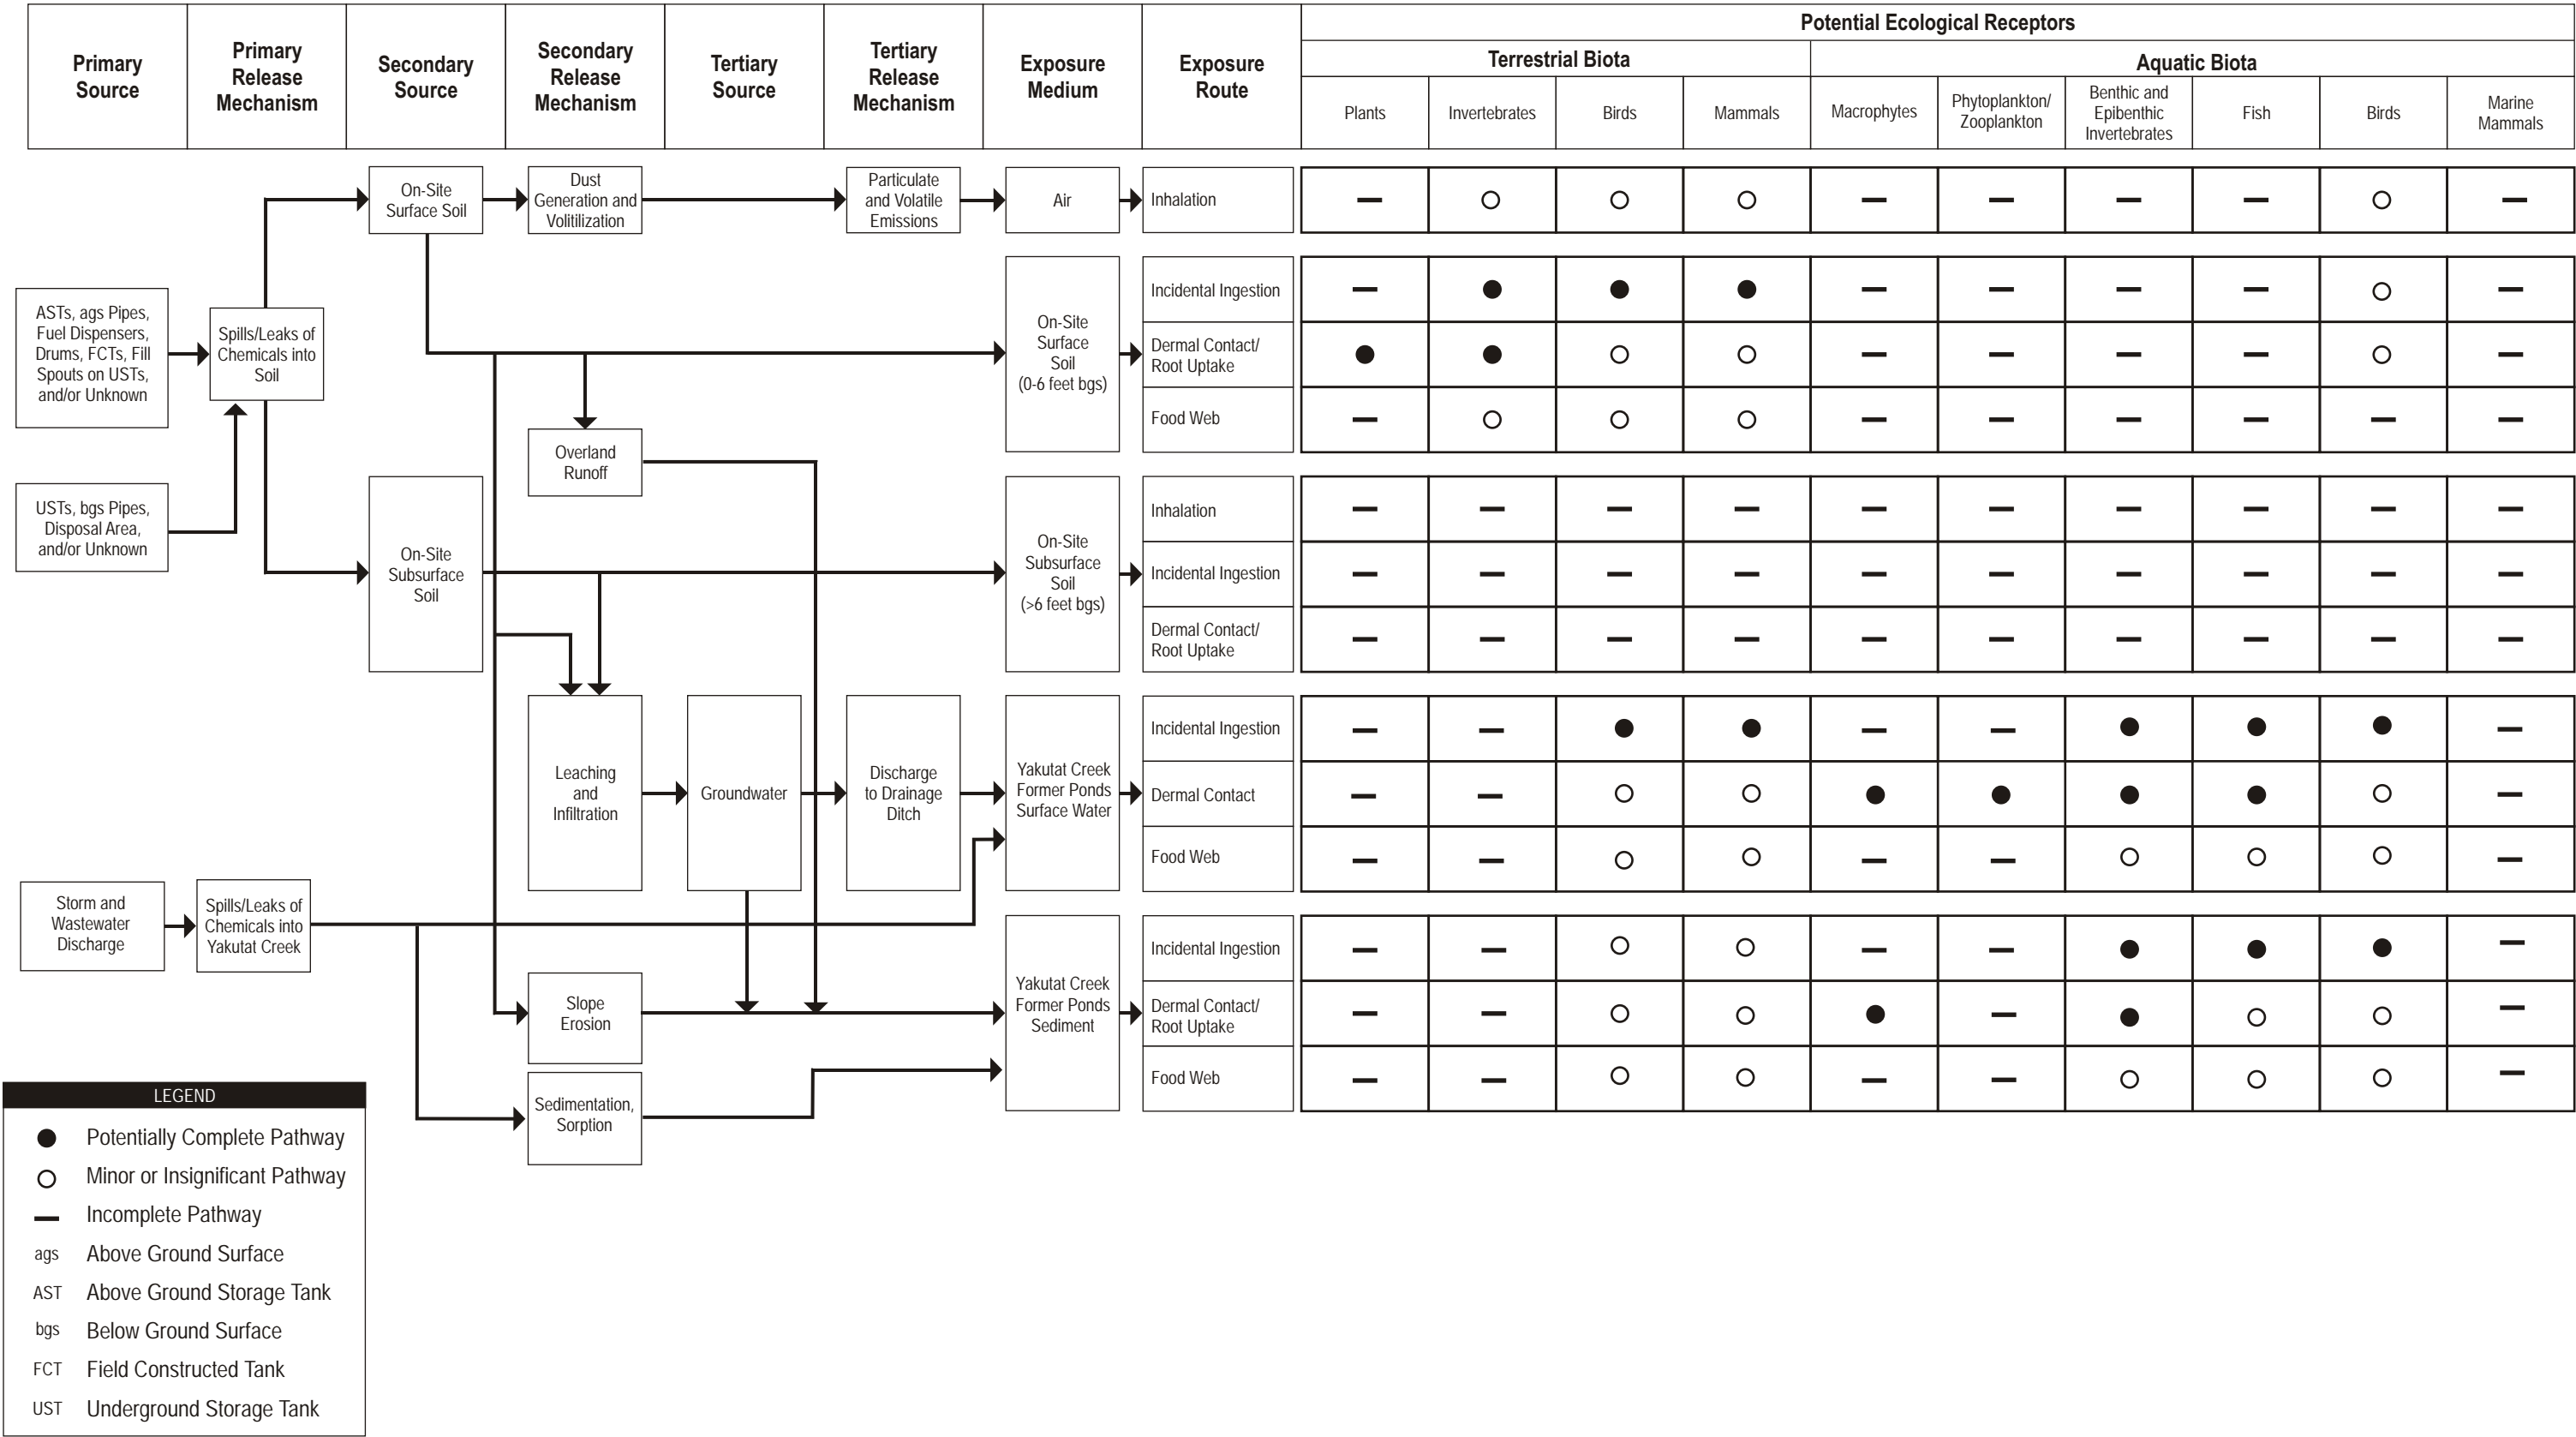 Primary
Source
Primary
Release
Mechanism
Secondary
Source
Secondary
Release
Mechanism
Tertiary
Source
Tertiary
Release
Mechanism
Exposure
Medium
Exposure
Route
Potential Ecological Receptors
Terrestrial Biota
Aquatic Biota
Plants
Invertebrates
Birds
Mammals
Macrophytes
Phytoplankton/
Zooplankton
Benthic and
Epibenthic
Invertebrates
Fish
Birds
Marine
Mammals
On-Site
Surface Soil
Dust
Generation and
Volitilization
Particulate
and Volatile
Emissions
Air
Inhalation
ASTs, ags Pipes,
Fuel Dispensers,
Drums, FCTs, Fill
Spouts on USTs,
and/or Unknown
Spills/Leaks of
Chemicals into
Soil
On-Site
Surface
Soil
(0-6 feet bgs)
Incidental Ingestion
Dermal Contact/
Root Uptake
Food Web
Overland
Runoff
USTs, bgs Pipes,
Disposal Area,
and/or Unknown
On-Site
Subsurface
Soil
On-Site
Subsurface
Soil
(>6 feet bgs)
Inhalation
Incidental Ingestion
Dermal Contact/
Root Uptake
Leaching
and
Infiltration
Groundwater
Discharge
to Drainage
Ditch
Yakutat Creek
Former Ponds
Surface Water
Incidental Ingestion
Dermal Contact
Food Web
Storm and
Wastewater
Discharge
Spills/Leaks of
Chemicals into
Yakutat Creek
Slope
Erosion
Sedimentation,
Sorption
Yakutat Creek
Former Ponds
Sediment
Incidental Ingestion
Dermal Contact/
Root Uptake
Food Web
LEGEND
Potentially Complete Pathway
Minor or Insignificant Pathway
Incomplete Pathway
ags Above Ground Surface
AST Above Ground Storage Tank
bgs Below Ground Surface
FCT Field Constructed Tank
UST Underground Storage Tank